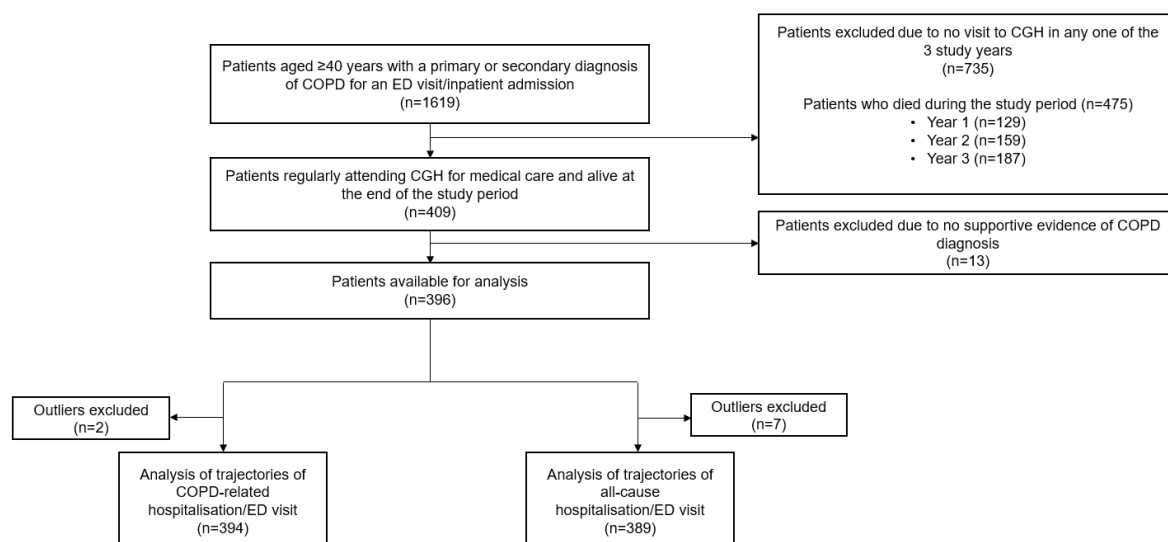 Patients aged ≥40 years with a primary or secondary diagnosis
of COPD for an ED visit/inpatient admission
(n=1619)
Patients excluded due to no visit to CGH in any one of the
3 study years
(n=735)
Patients who died during the study period (n=475)
• Year 1 (n=129)
• Year 2 (n=159)
• Year 3 (n=187)
Patients regularly attending CGH for medical care and alive at
the end of the study period
(n=409)
Patients excluded due to no supportive evidence of COPD
diagnosis
(n=13)
Patients available for analysis
(n=396)
Outliers excluded
(n=2)
Outliers excluded
(n=7)
Analysis of trajectories of
COPD-related
hospitalisation/ED visit
(n=394)
Analysis of trajectories of
all-cause
hospitalisation/ED visit
(n=389)